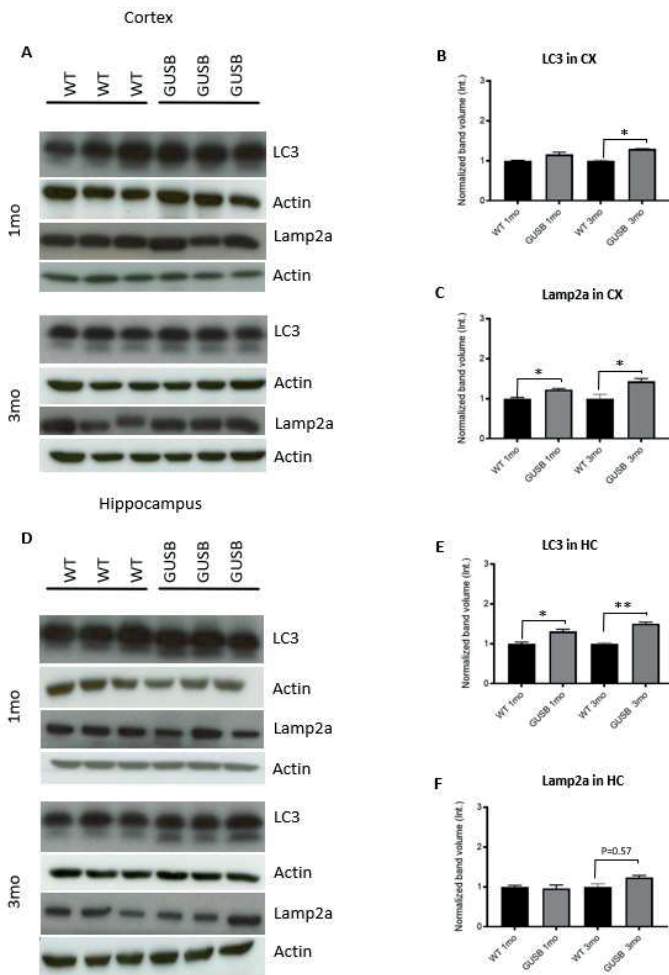 Cortex
A
WT WT WT GUSB GUSB GUSB
1mo
LC3
Actin
Lamp2a
Actin
3mo
LC3
Actin
Lamp2a
Actin
B
LC3 in CX
Normalized band volume (Int.)
3
2
1
0
*
WT 1mo
GUSB 1mo
WT 3mo
GUSB 3mo
C
Lamp2a in CX
Normalized band volume (Int.)
3
2
1
0
*
*
WT 1mo
GUSB 1mo
WT 3mo
GUSB 3mo
Hippocampus
D
WT WT WT GUSB GUSB GUSB
1mo
LC3
Actin
Lamp2a
Actin
3mo
LC3
Actin
Lamp2a
Actin
E
LC3 in HC
Normalized band volume (Int.)
3
2
1
0
*
**
WT 1mo
GUSB 1mo
WT 3mo
GUSB 3mo
F
Lamp2a in HC
Normalized band volume (Int.)
3
2
1
0
P=0.57
WT 1mo
GUSB 1mo
WT 3mo
GUSB 3mo